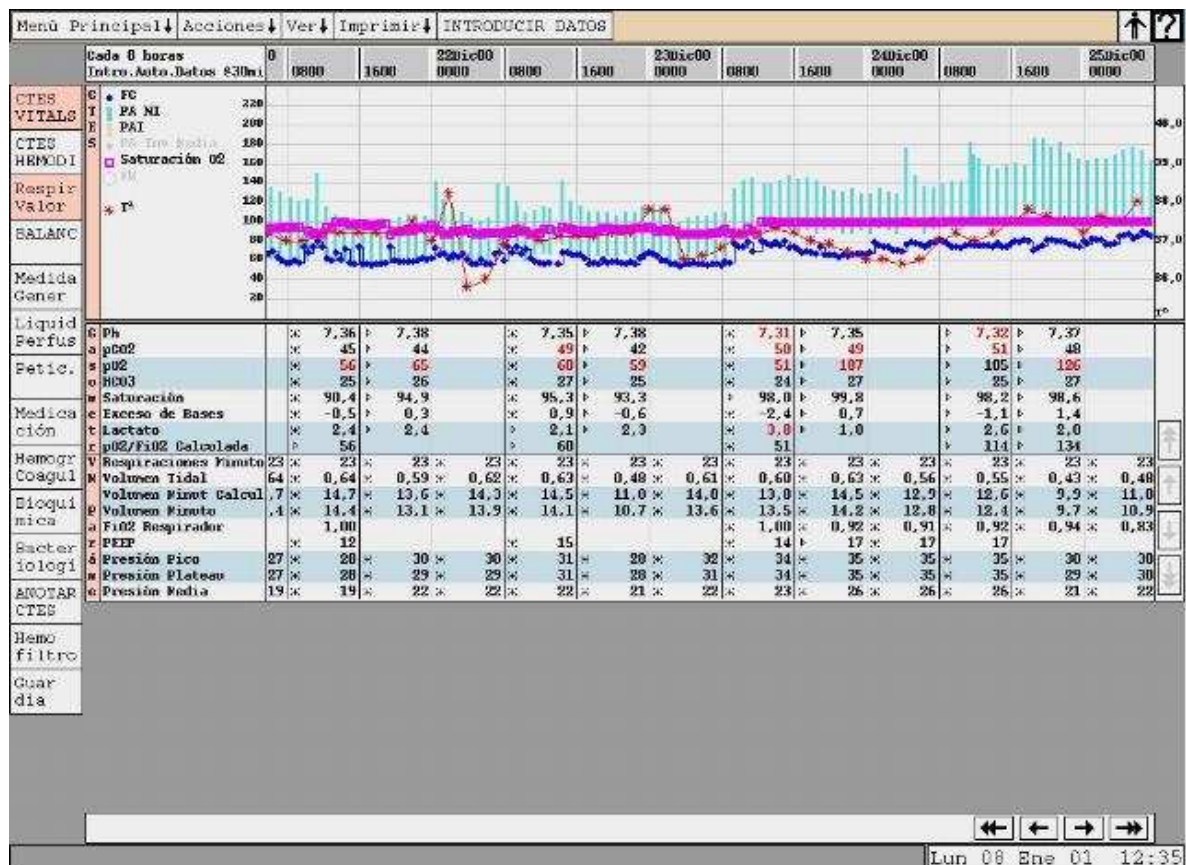 Menú Principal↓ Acciones↓ Ver↓ Imprimir↓ INTRODUCIR DATOS
?
Cada 8 horas
0 22Dic00 23Dic00 24Dic00 25Dic00
0800 1600 0000 0800 1600 0000 0800 1600 0000 0800 1600 0000
CTES VITALS
CTES HEMODI
Respir Valor
BALANC
Medida Gener
Liquid Perfus
Petic.
Medica ción
Hemogr Coagul
Bioquí mica
Bacter iologí
ANOTAR CTES
Hemo filtro
Guar dia
C T E S
FC
PA NI
PAI
Saturación O2
Tª
220
200
180
160
140
120
100
80
60
40
20
39,0
38,0
37,0
36,0
Tº
Ph 7,36 7,38 7,35 7,38 7,31 7,35 7,32 7,37
pCO2 45 44 49 42 50 49 51 48
pO2 56 65 60 59 51 107 105 126
HCO3 25 26 27 25 24 27 25 27
Saturación 90,4 94,9 95,3 93,3 98,0 99,8 98,2 98,6
Exceso de Bases -0,5 0,3 0,9 -0,6 -2,4 0,7 -1,1 1,4
Lactato 2,4 2,4 2,1 2,3 3,0 1,8 2,6 2,0
pO2/FiO2 Calculada 56 60 51 114 134
Respiraciones Minuto 23 23 23 23 23 23 23 23 23 23 23 23 23
Volumen Tidal 64 0,64 0,59 0,62 0,63 0,48 0,61 0,60 0,63 0,56 0,55 0,43 0,48
Volumen Minut Calcul ,7 14,7 13,6 14,3 14,5 11,0 14,0 13,8 14,5 12,9 12,6 9,9 11,0
Volumen Minuto ,4 14,4 13,1 13,9 14,1 10,7 13,6 13,5 14,2 12,8 12,4 9,7 10,9
FiO2 Respirador 1,00 1,00 0,92 0,91 0,92 0,94 0,83
PEEP 12 15 14 17 17 17
Presión Pico 27 28 30 30 31 28 32 34 35 35 35 30 30
Presión Plateau 27 28 29 29 31 28 31 34 35 35 35 29 30
Presión Media 19 19 22 22 22 21 22 23 26 26 26 21 22
Lun 08 Ene 01 12:35